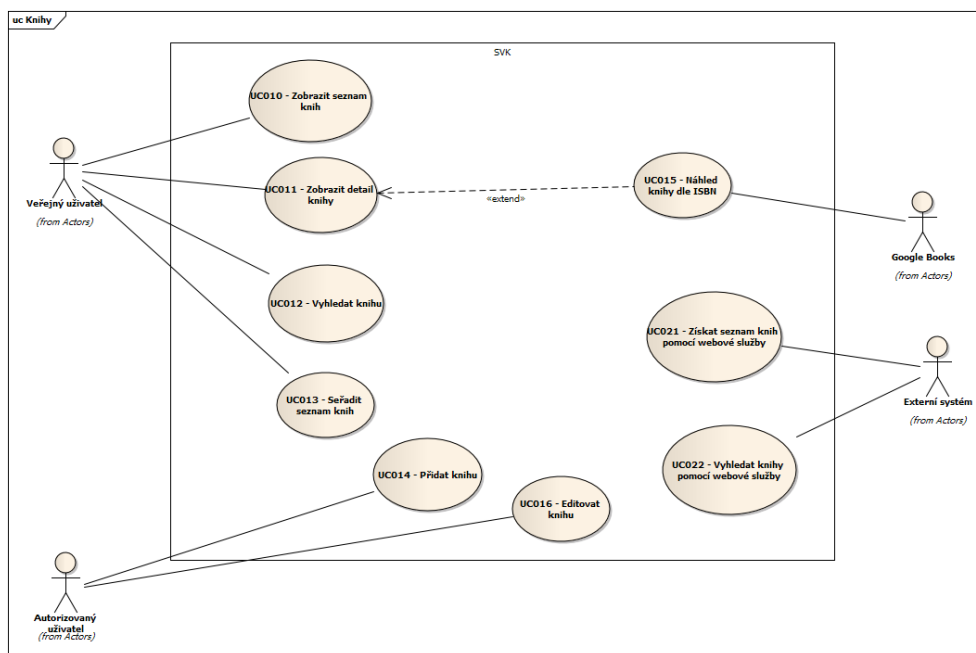 uc Knihy
SVK
UC010 - Zobrazit seznam
knih
UC011 - Zobrazit detail
knihy
«extend»
UC015 - Náhled
knihy dle ISBN
Veřejný uživatel
(from Actors)
Google Books
(from Actors)
UC012 - Vyhledat knihu
UC021 - Získat seznam knih
pomocí webové služby
UC013 - Seřadit
seznam knih
Externí systém
(from Actors)
UC014 - Přidat knihu
UC022 - Vyhledat knihy
pomocí webové služby
UC016 - Editovat
knihu
Autorizovaný
uživatel
(from Actors)